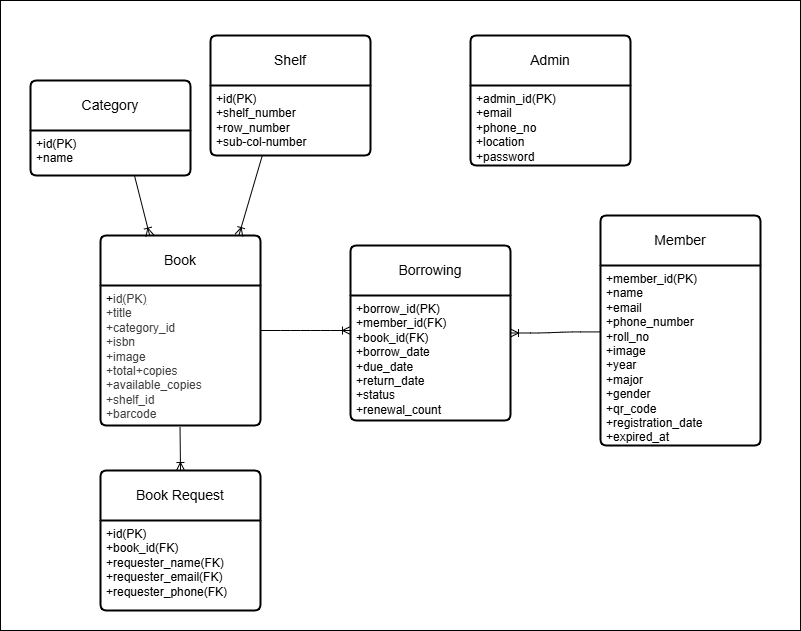 Category
+id(PK)
+name
Shelf
+id(PK)
+shelf_number
+row_number
+sub-col-number
Admin
+admin_id(PK)
+email
+phone_no
+location
+password
Book
+id(PK)
+title
+category_id
+isbn
+image
+total+copies
+available_copies
+shelf_id
+barcode
Borrowing
+borrow_id(PK)
+member_id(FK)
+book_id(FK)
+borrow_date
+due_date
+return_date
+status
+renewal_count
Member
+member_id(PK)
+name
+email
+phone_number
+roll_no
+image
+year
+major
+gender
+qr_code
+registration_date
+expired_at
Book Request
+id(PK)
+book_id(FK)
+requester_name(FK)
+requester_email(FK)
+requester_phone(FK)